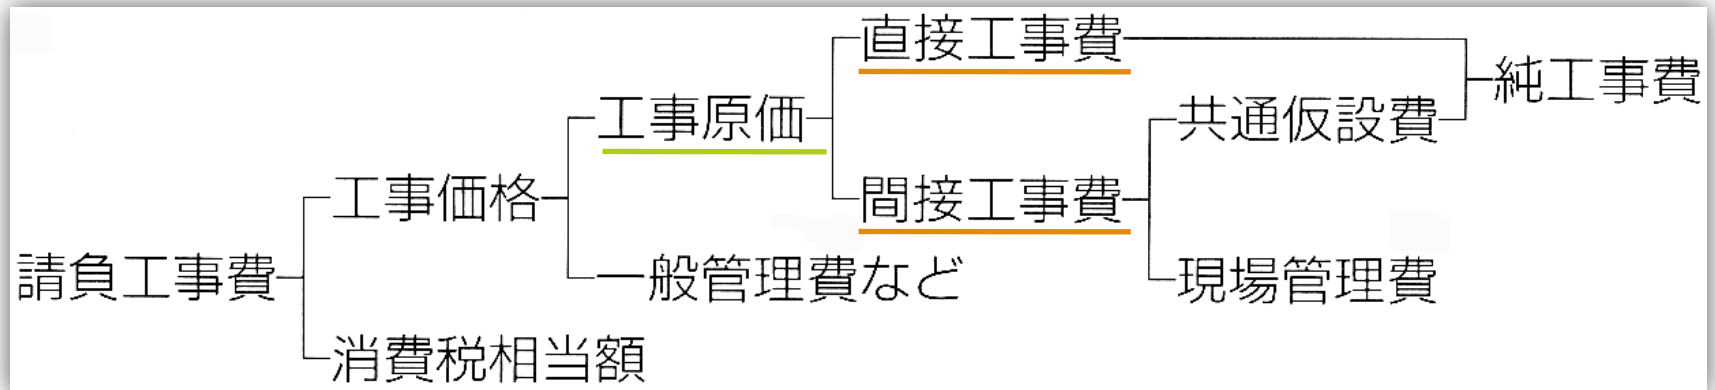 直接工事費
純工事費
工事原価
共通仮設費
工事価格
間接工事費
請負工事費
一般管理費など
現場管理費
消費税相当額